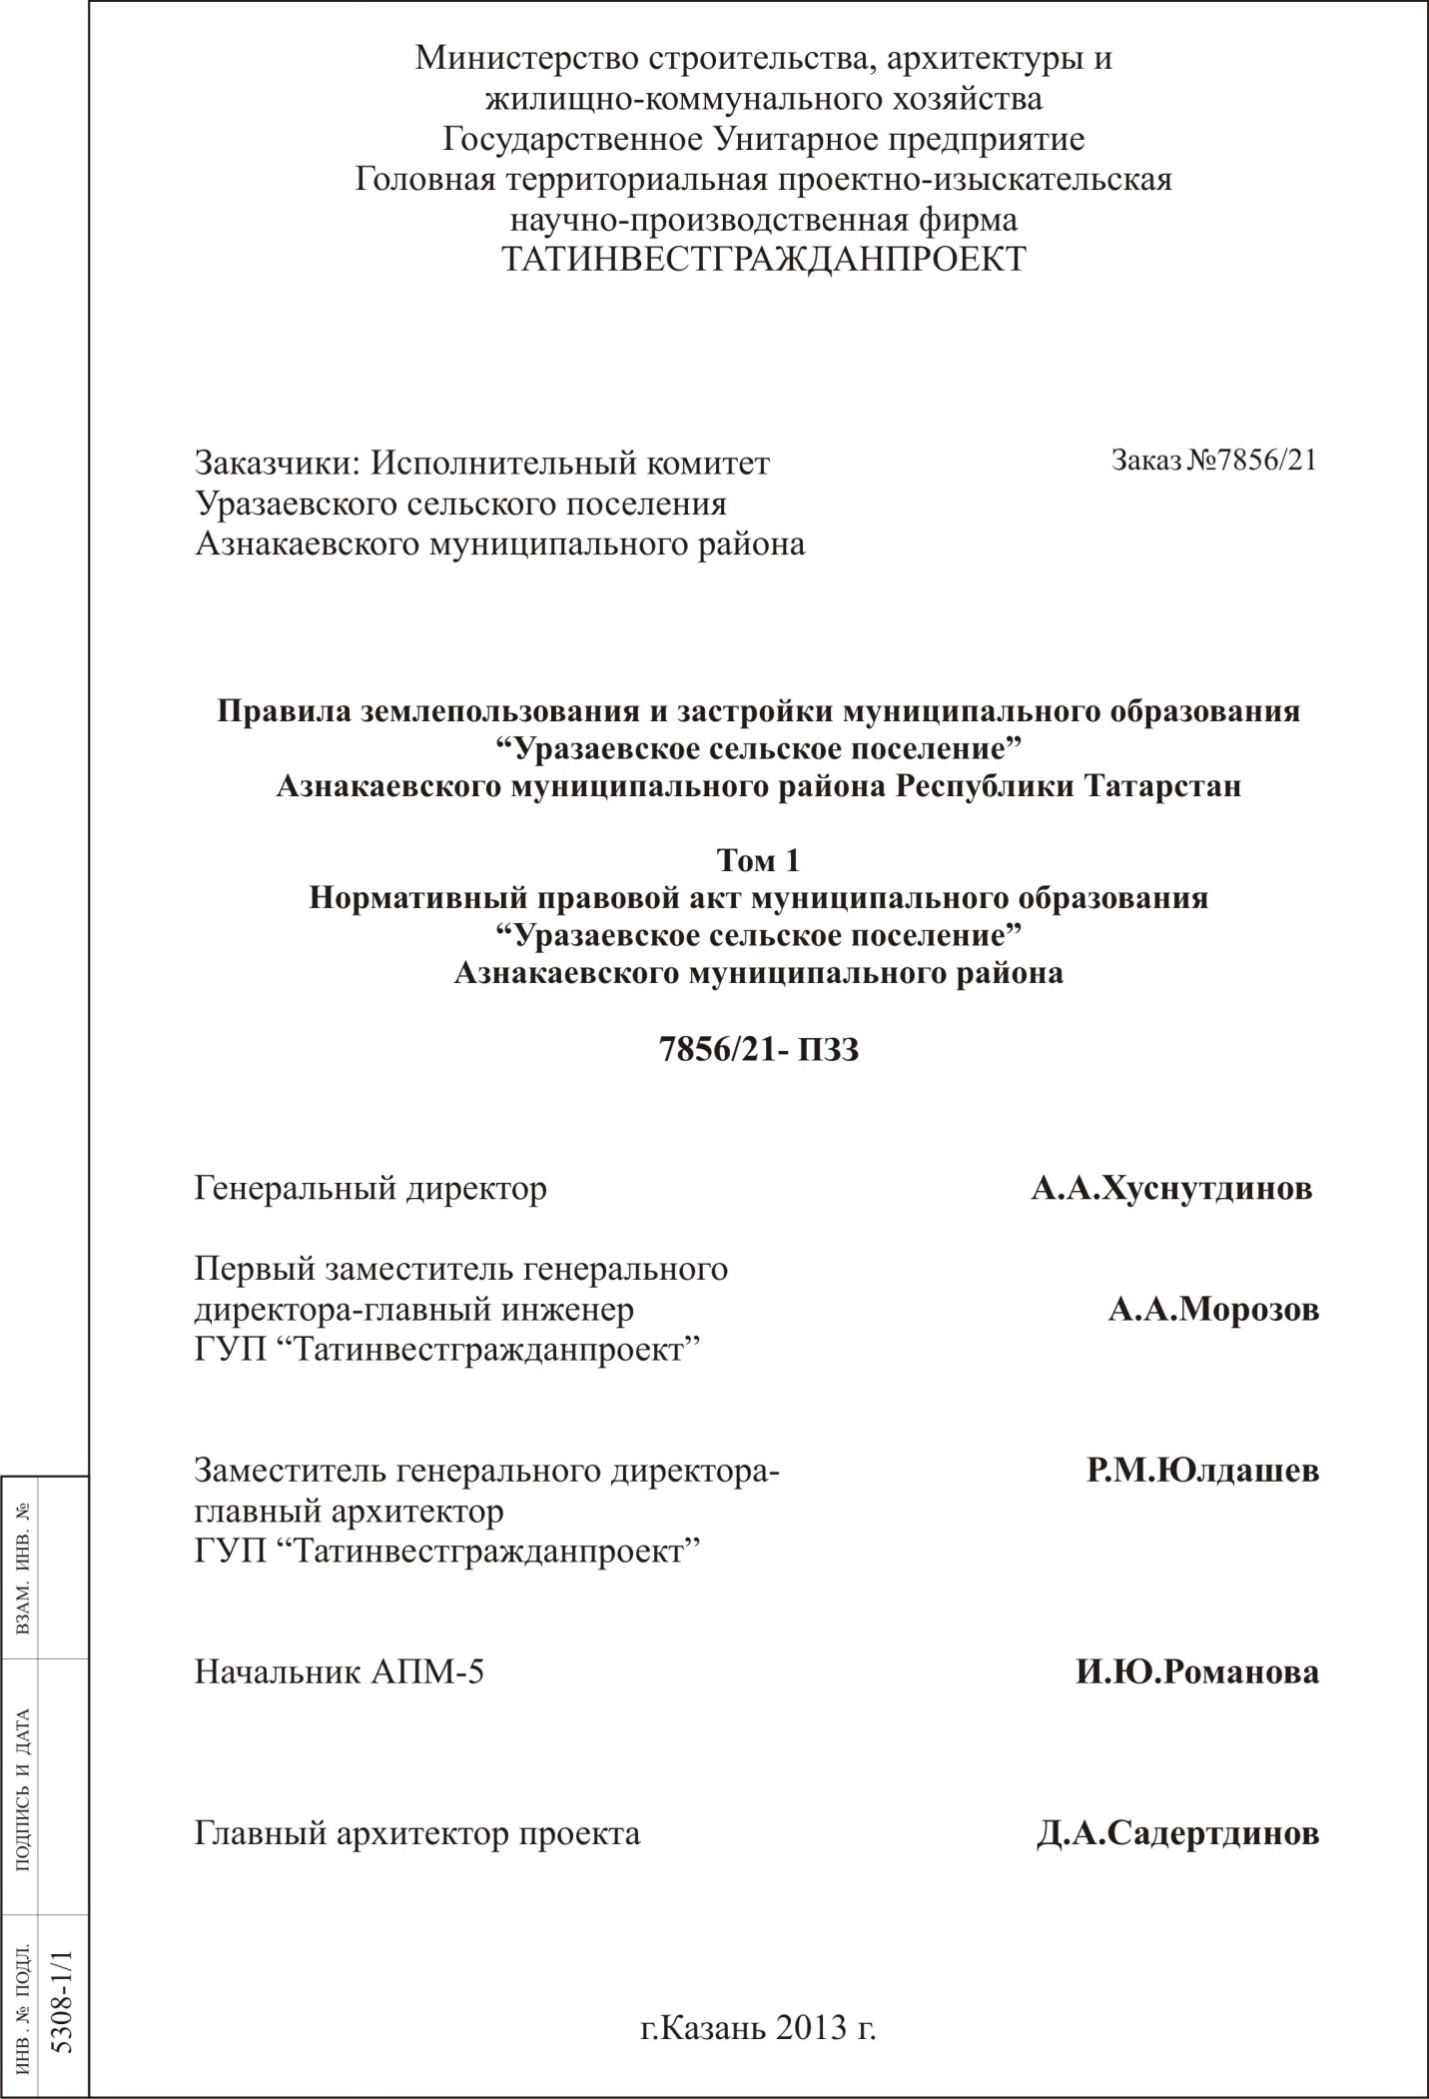 Министерство строительства, архитектуры и
жилищно-коммунального хозяйства
Государственное Унитарное предприятие
Головная территориальная проектно-изыскательская
научно-производственная фирма
ТАТИНВЕСТГРАЖДАНПРОЕКТ
Заказчики: Исполнительный комитет
Уразаевского сельского поселения
Азнакаевского муниципального района
Заказ №7856/21
Правила землепользования и застройки муниципального образования
“Уразаевское сельское поселение”
Азнакаевского муниципального района Республики Татарстан
Том 1
Нормативный правовой акт муниципального образования
“Уразаевское сельское поселение”
Азнакаевского муниципального района
7856/21- ПЗЗ
Генеральный директор А.А.Хуснутдинов
Первый заместитель генерального
директора-главный инженер А.А.Морозов
ГУП “Татинвестгражданпроект”
Заместитель генерального директора- Р.М.Юлдашев
главный архитектор
ГУП “Татинвестгражданпроект”
Начальник АПМ-5 И.Ю.Романова
Главный архитектор проекта Д.А.Садертдинов
г.Казань 2013 г.
ВЗАМ. ИНВ. №
ПОДПИСЬ И ДАТА
ИНВ. № ПОДЛ.
5308-1/1